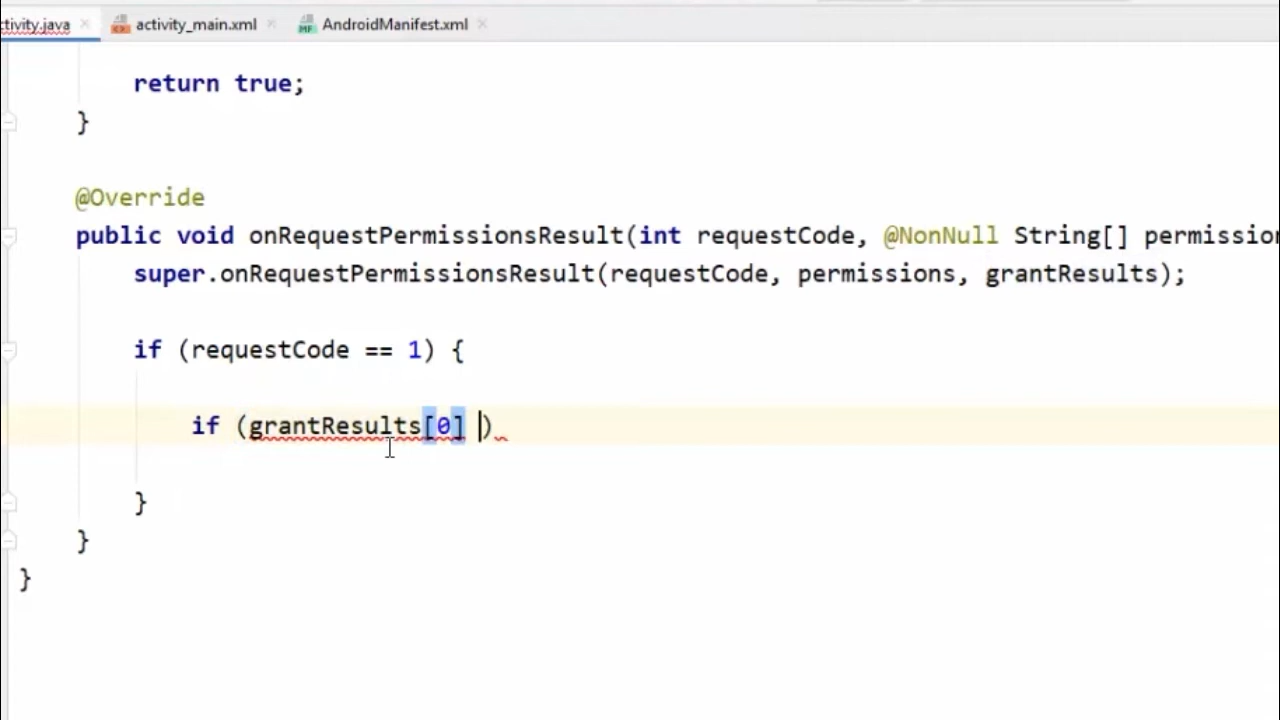 ctivity.java activity_main.xml AndroidManifest.xml
return true;
}
@Override
public void onRequestPermissionsResult(int requestCode, @NonNull String[] permission
super.onRequestPermissionsResult(requestCode, permissions, grantResults);
if (requestCode == 1) {
if (grantResults[0] )
}
}
}